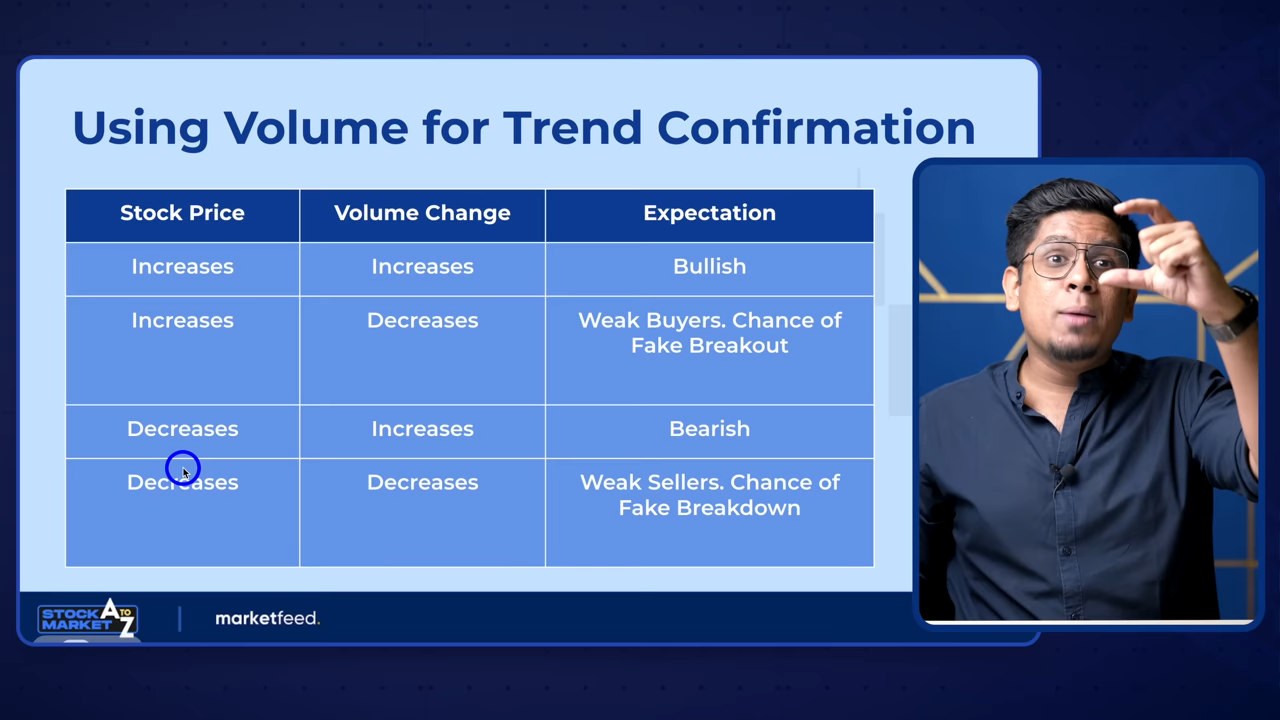 Using Volume for Trend Confirmation
Stock Price Volume Change Expectation
Increases Increases Bullish
Increases Decreases Weak Buyers. Chance of
Fake Breakout
Decreases Increases Bearish
Decreases Decreases Weak Sellers. Chance of
Fake Breakdown
STOCK A TO Z
MARKET
marketfeed.